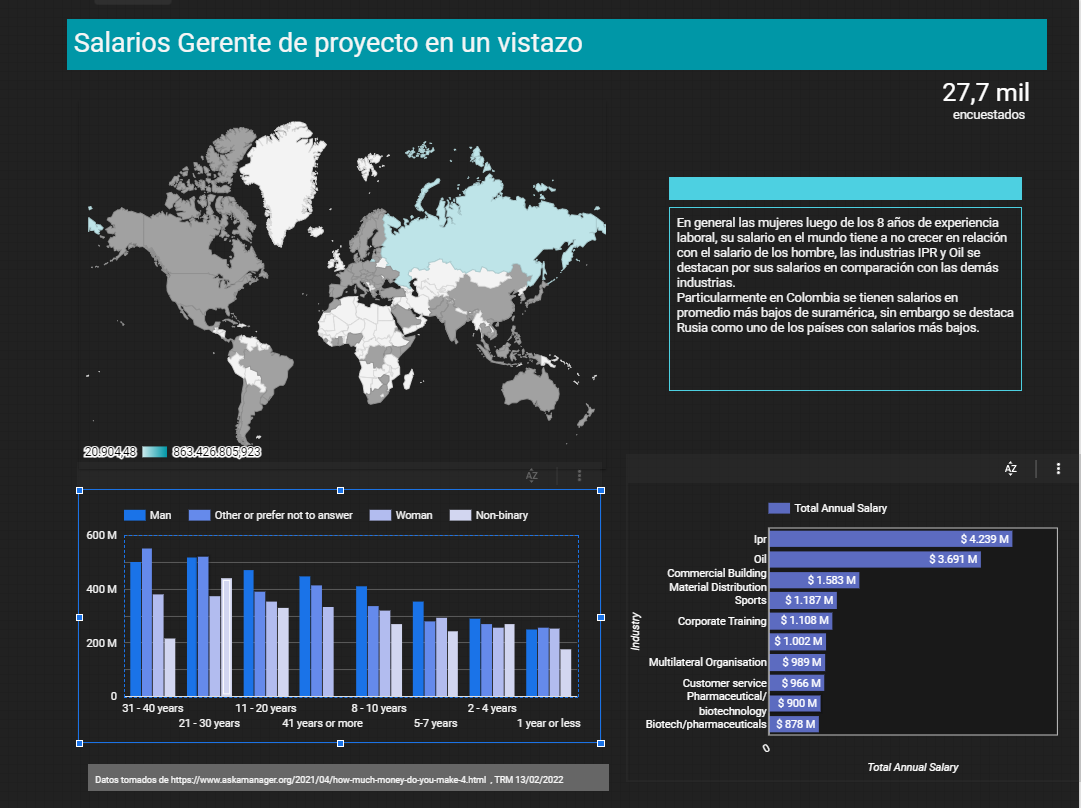 Salarios Gerente de proyecto en un vistazo
27,7 mil
encuestados
En general las mujeres luego de los 8 años de experiencia
laboral, su salario en el mundo tiene a no crecer en relación
con el salario de los hombre, las industrias IPR y Oil se
destacan por sus salarios en comparación con las demás
industrias.
Particularmente en Colombia se tienen salarios en
promedio más bajos de suramérica, sin embargo se destaca
Rusia como uno de los países con salarios más bajos.
20.904,48 863.426.805,923
AZ
Man Other or prefer not to answer Woman Non-binary
600 M
400 M
200 M
0
31 - 40 years 11 - 20 years 8 - 10 years 2 - 4 years
21 - 30 years 41 years or more 5-7 years 1 year or less
Datos tomados de https://www.askamanager.org/2021/04/how-much-money-do-you-make-4.html , TRM 13/02/2022
AZ
Total Annual Salary
Industry
Ipr $ 4.239 M
Oil $ 3.691 M
Commercial Building
Material Distribution $ 1.583 M
Sports $ 1.187 M
Corporate Training $ 1.108 M
$ 1.002 M
Multilateral Organisation $ 989 M
Customer service $ 966 M
Pharmaceutical/
biotechnology $ 900 M
Biotech/pharmaceuticals $ 878 M
0
Total Annual Salary